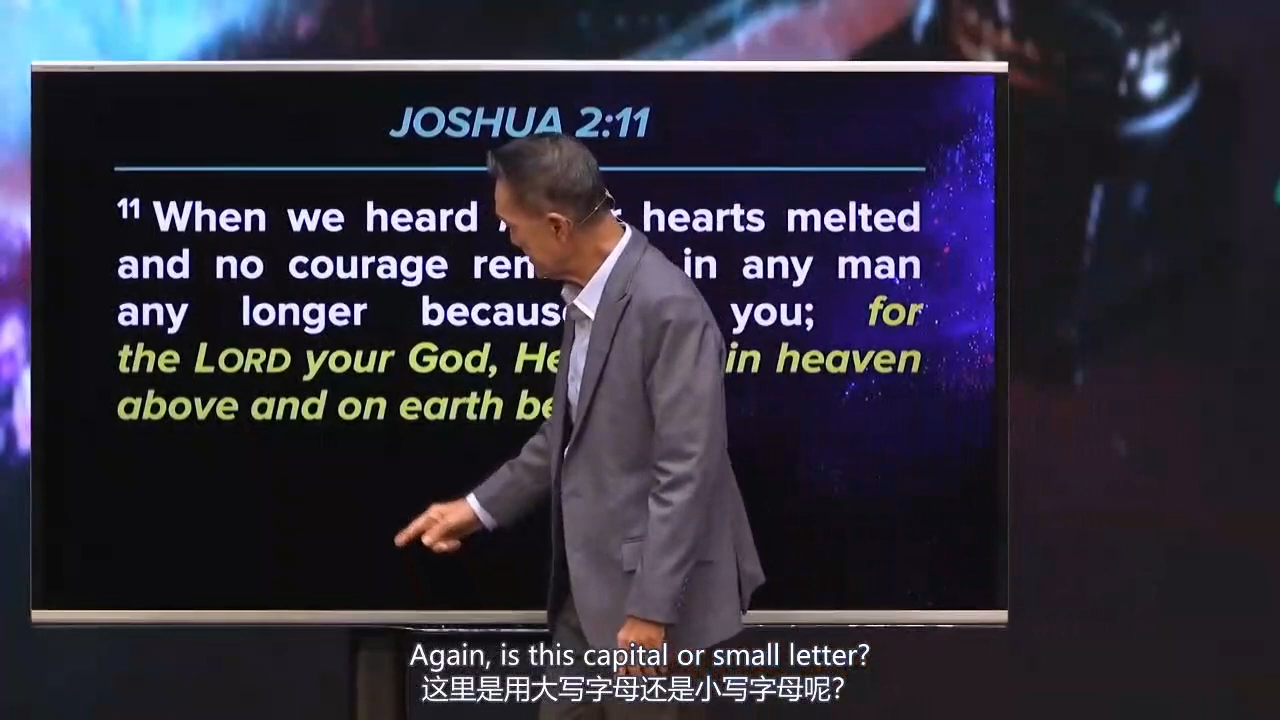 JOSHUA 2:11
11 When we heard hearts melted
and no courage in any man
any longer because you; for
the LORD your God, He in heaven
above and on earth
Again, is this capital or small letter?
这里是用大写字母还是小写字母呢?